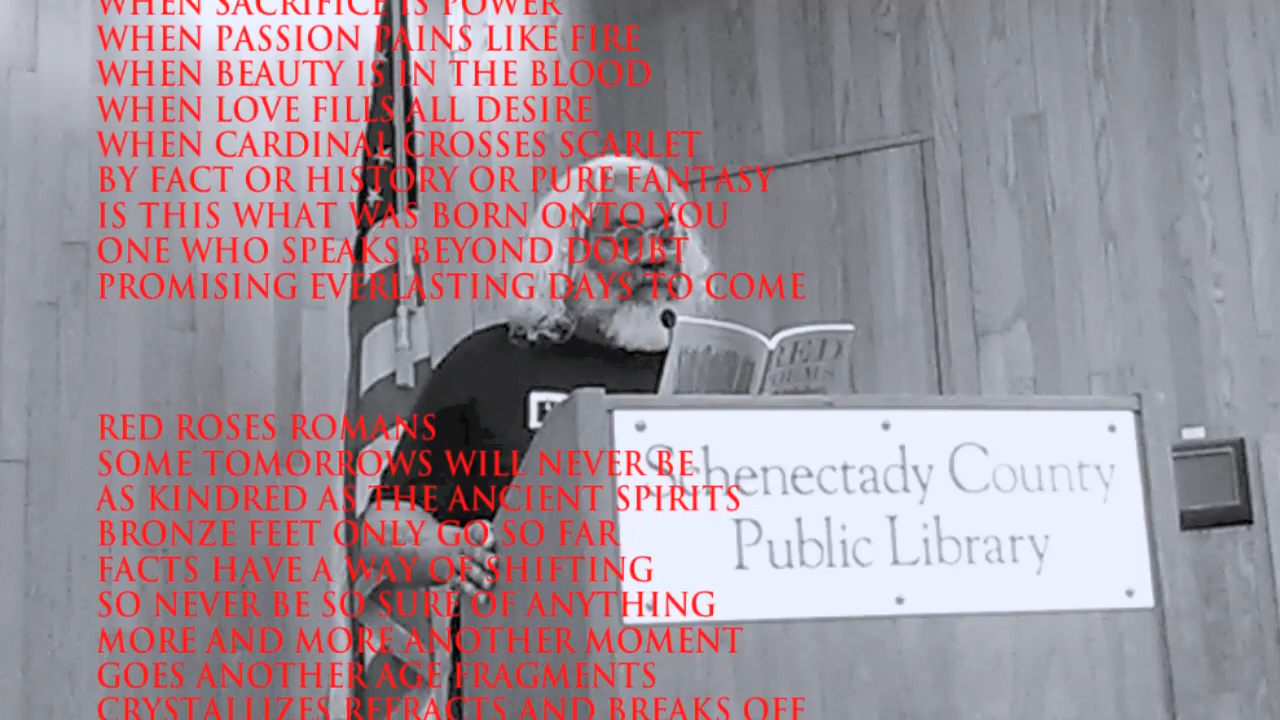 WHEN SACRIFICE IS POWER
WHEN PASSION PAINS LIKE FIRE
WHEN BEAUTY IS IN THE BLOOD
WHEN LOVE FILLS ALL DESIRE
WHEN CARDINAL CROSSES SCARLET
BY FACT OR HISTORY OR PURE FANTASY
IS THIS WHAT WAS BORN ONTO YOU
ONE WHO SPEAKS BEYOND DOUBT
PROMISING EVERLASTING DAYS TO COME
RED ROSES ROMANS
SOME TOMORROWS WILL NEVER BE
AS KINDRED AS THE ANCIENT SPIRITS
BRONZE FEET ONLY GO SO FAR
FACTS HAVE A WAY OF SHIFTING
SO NEVER BE SO SURE OF ANYTHING
MORE AND MORE ANOTHER MOMENT
GOES ANOTHER AGE FRAGMENTS
CRYSTALLIZES REFRACTS AND BREAKS OFF
RED
Schenectady County
Public Library